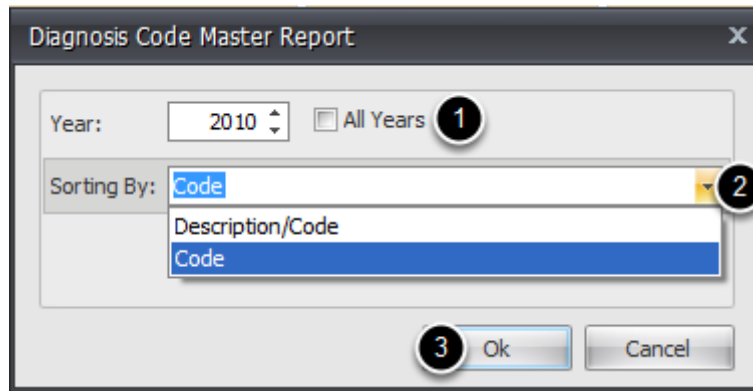 Diagnosis Code Master Report x
Year: 2010 All Years 1
Sorting By: Code 2
Description/Code
Code
3 Ok Cancel